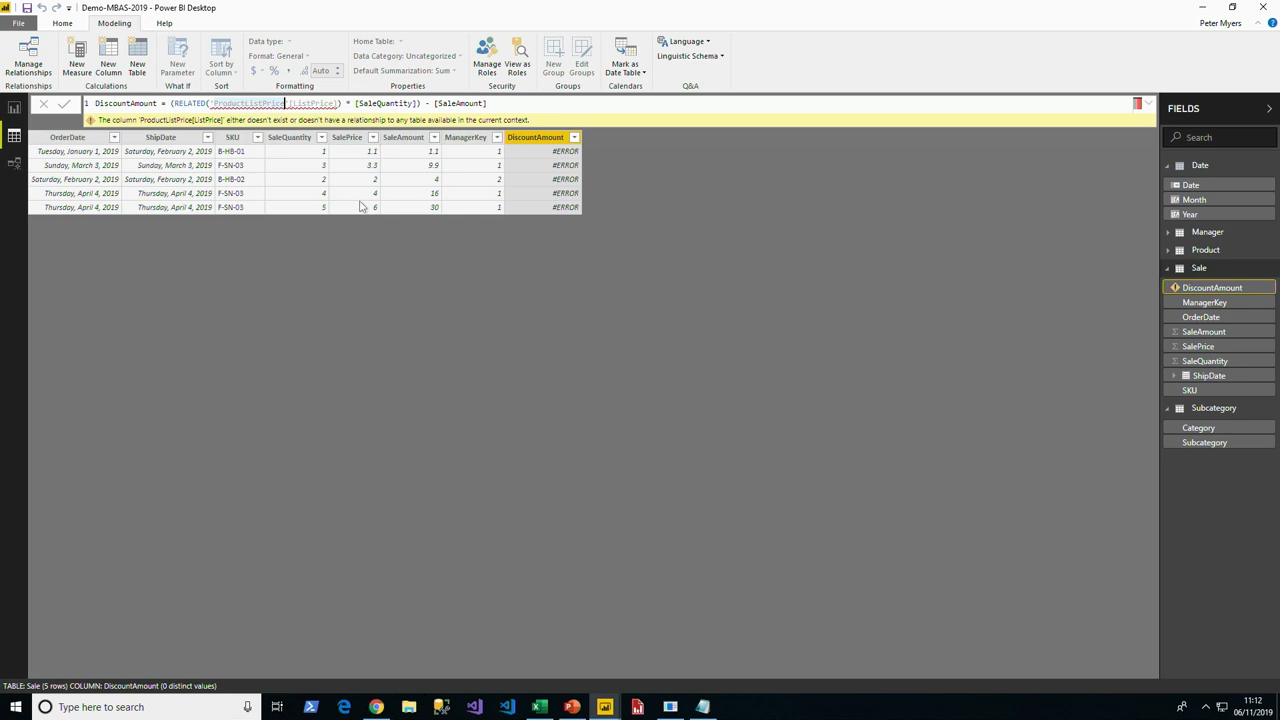 Demo-MBAS-2019 - Power BI Desktop
File Home Modeling Help Peter Myers
Manage Relationships
New Measure
New Column
New Table
New Parameter
Sort by Column
Data type:
Format: General
$ % , Auto
Home Table:
Data Category: Uncategorized
Default Summarization: Sum
Manage Roles
View as Roles
New Group
Edit Groups
Mark as Date Table
Language
Linguistic Schema
Relationships Calculations What If Sort Formatting Properties Security Groups Calendars Q&A
1 DiscountAmount = (RELATED('ProductListPrice'[ListPrice]) * [SaleQuantity]) - [SaleAmount]
The column 'ProductListPrice[ListPrice]' either doesn't exist or doesn't have a relationship to any table available in the current context.
OrderDate ShipDate SKU SaleQuantity SalePrice SaleAmount ManagerKey DiscountAmount
Tuesday, January 1, 2019 Saturday, February 2, 2019 B-HB-01 1 1.1 1.1 1 #ERROR
Sunday, March 3, 2019 Sunday, March 3, 2019 F-SN-03 3 3.3 9.9 1 #ERROR
Saturday, February 2, 2019 Saturday, February 2, 2019 B-HB-02 2 2 4 2 #ERROR
Thursday, April 4, 2019 Thursday, April 4, 2019 F-SN-03 4 4 16 1 #ERROR
Thursday, April 4, 2019 Thursday, April 4, 2019 F-SN-03 5 6 30 1 #ERROR
FIELDS
Search
Date
Date
Month
Year
Manager
Product
Sale
DiscountAmount
ManagerKey
OrderDate
SaleAmount
SalePrice
SaleQuantity
ShipDate
SKU
Subcategory
Category
Subcategory
TABLE: Sale (5 rows) COLUMN: DiscountAmount (0 distinct values)
Type here to search
11:12
06/11/2019